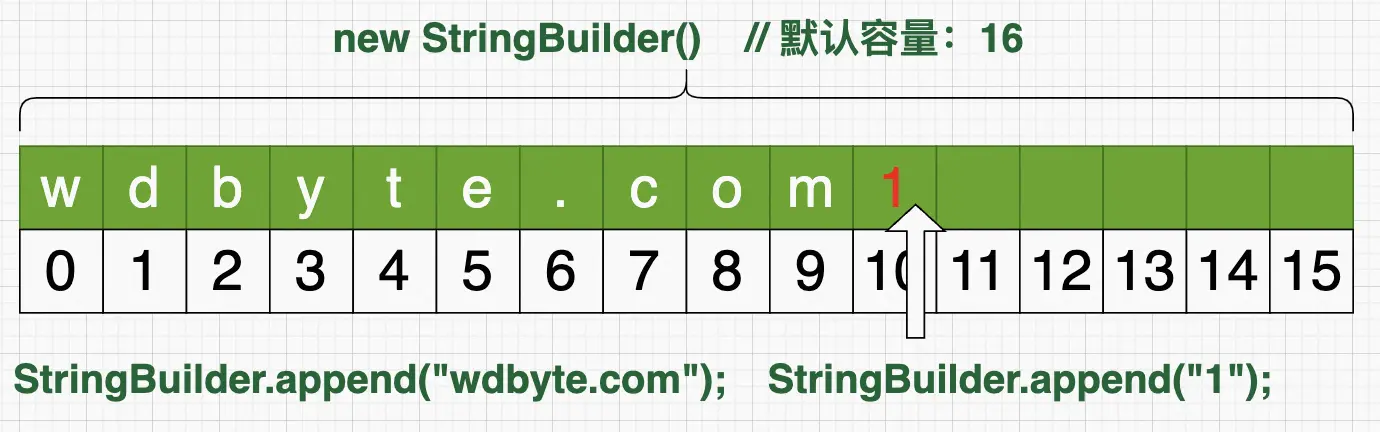 new StringBuilder() // 默认容量：16
w d b y t e . c o m 1
0 1 2 3 4 5 6 7 8 9 10 11 12 13 14 15
StringBuilder.append("wdbyte.com"); StringBuilder.append("1");